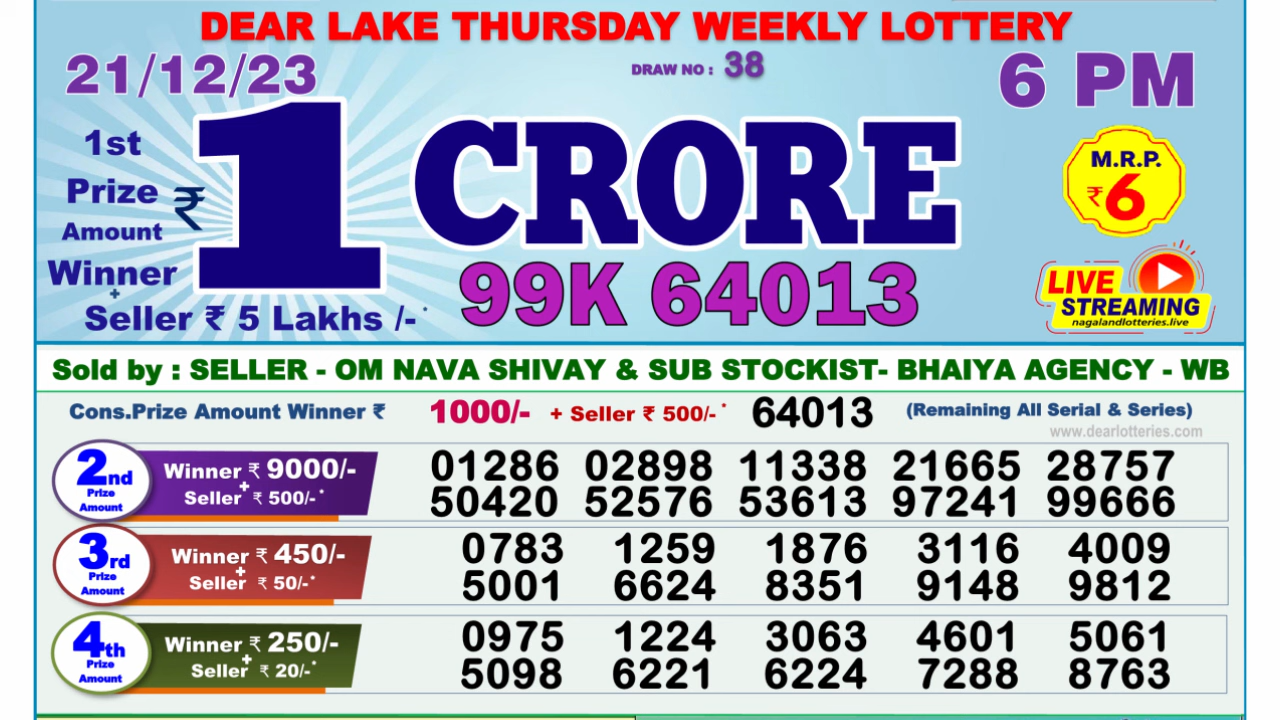 DEAR LAKE THURSDAY WEEKLY LOTTERY
21/12/23
DRAW NO : 38
6 PM
1st
Prize
Amount
Winner
+
Seller ₹ 5 Lakhs /- *
₹ 1 CRORE
99K 64013
M.R.P.
₹ 6
LIVE
STREAMING
nagalandlotteries.live
Sold by : SELLER - OM NAVA SHIVAY & SUB STOCKIST- BHAIYA AGENCY - WB
Cons.Prize Amount Winner ₹ 1000/- + Seller ₹ 500/- * 64013 (Remaining All Serial & Series)
www.dearlotteries.com
2nd
Prize
Amount
Winner ₹ 9000/-
+
Seller ₹ 500/- *
01286 02898 11338 21665 28757
50420 52576 53613 97241 99666
3rd
Prize
Amount
Winner ₹ 450/-
+
Seller ₹ 50/- *
0783 1259 1876 3116 4009
5001 6624 8351 9148 9812
4th
Prize
Amount
Winner ₹ 250/-
+
Seller ₹ 20/- *
0975 1224 3063 4601 5061
5098 6221 6224 7288 8763